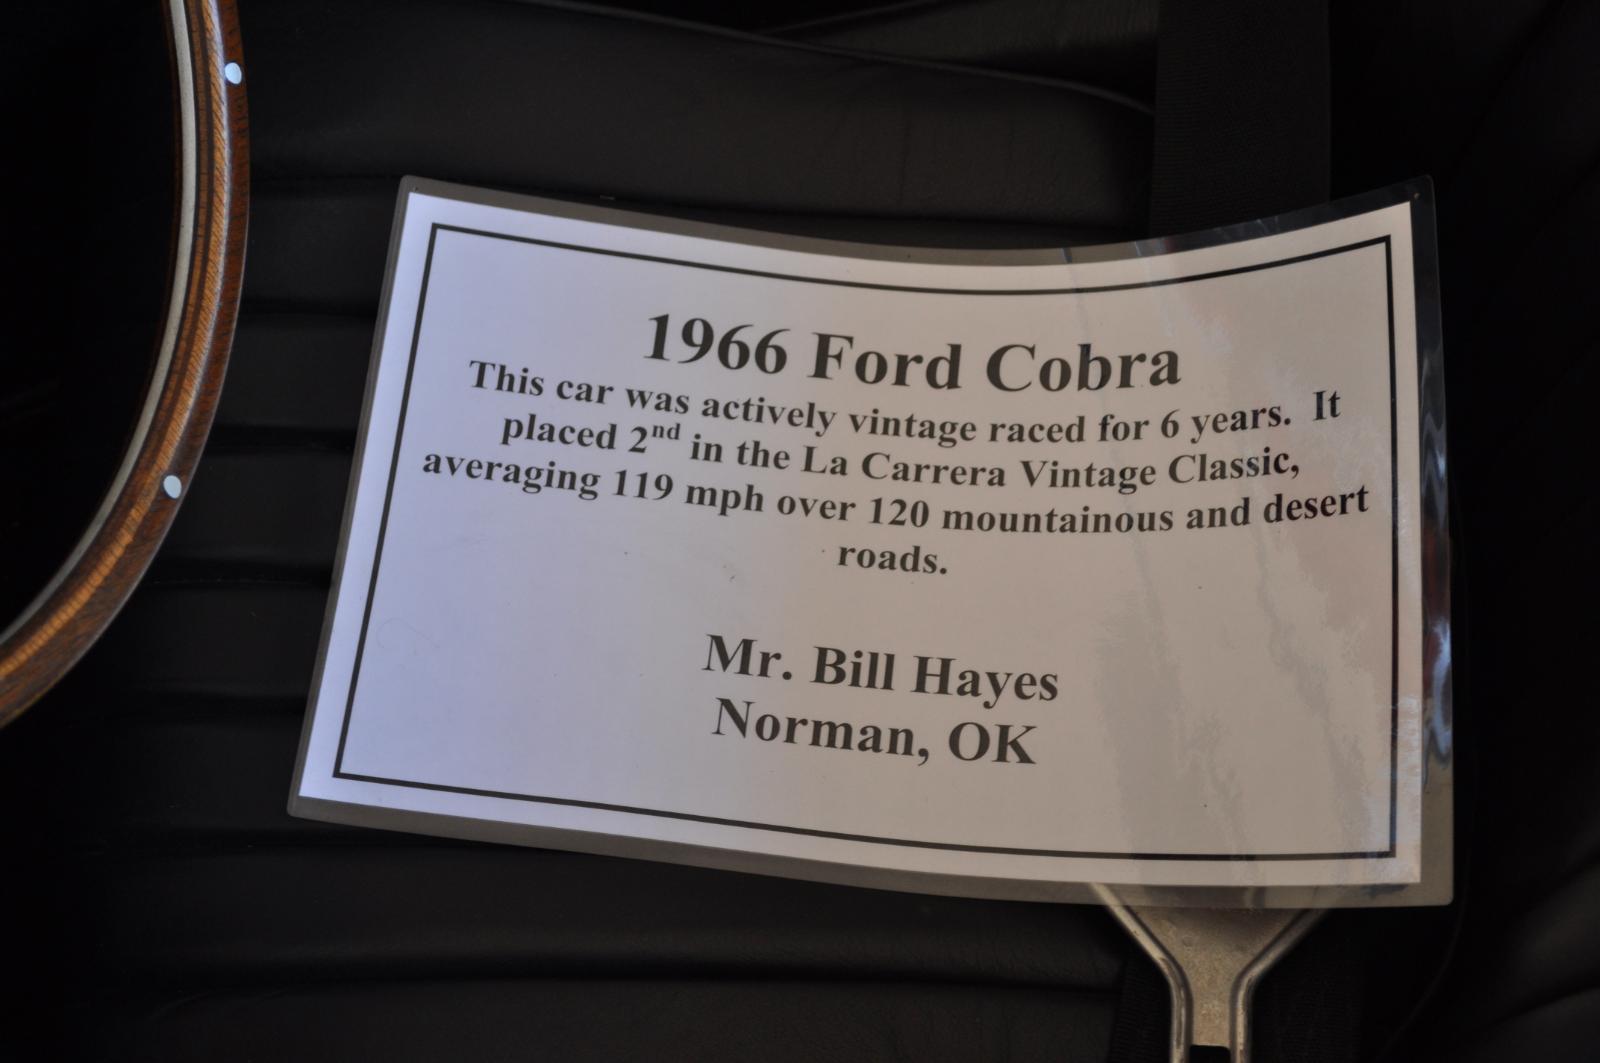 1966 Ford Cobra
This car was actively vintage raced for 6 years. It
placed 2nd in the La Carrera Vintage Classic,
averaging 119 mph over 120 mountainous and desert
roads.
Mr. Bill Hayes
Norman, OK